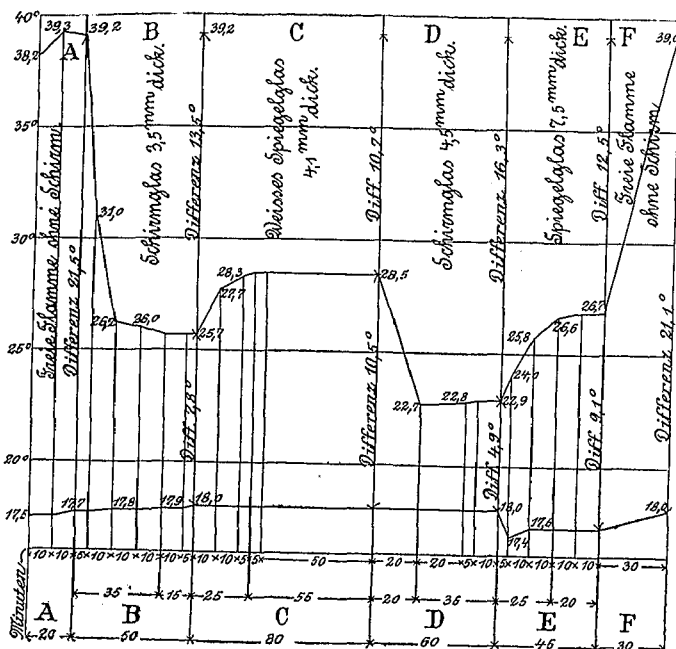 40°
39,3
39,2
B
39,2
C
D
E
F
39,0
38,2
A
35°
30°
25°
20°
17,5
Freie Flamme ohne Schirm.
Differenz 21,5°
Schirmglas 3,5 mm dick.
Differenz 13,5°
Weisses Spiegelglas
4,1 mm dick.
Diff. 10,7°
Schirmglas 4,5 mm dick.
Differenz 16,3°
Spiegelglas 7,5 mm dick.
Differenz 12,5°
Freie Flamme
ohne Schirm.
31,0
26,2
26,0
25,7
27,7
28,3
28,5
22,7
22,8
22,9
24,0
25,8
26,6
26,7
Diff 7,8°
Differenz 10,5°
Diff 4,9°
Diff 9,1°
Differenz 21,1°
17,7
17,8
17,9
18,0
18,0
17,4
17,6
18,0
Minuten
10 10 5 10 10 10 10 5 10 10 5 5 50 20 20 5 10 5 10 10 10 10 30
35 15 25 55 20 35 25 20
A B C D E F
20 50 80 60 45 30